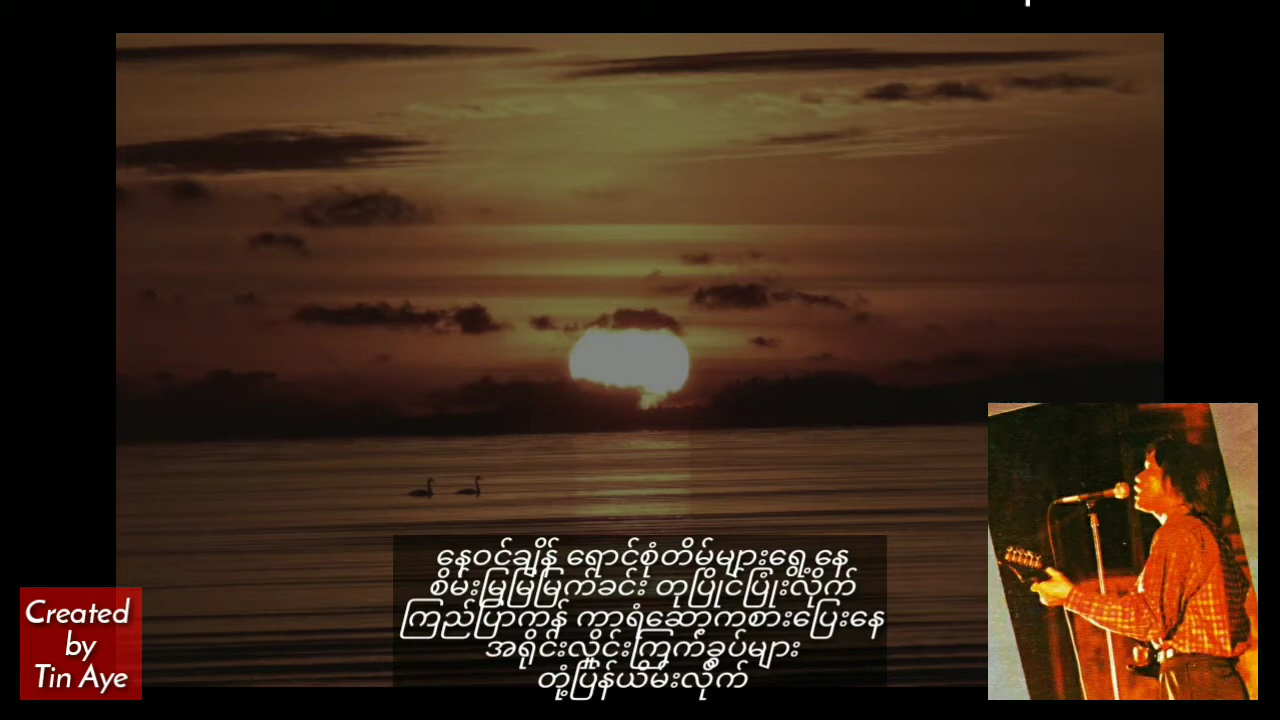 နေဝင်ချိန် ရောင်စုံတိမ်များရွေ့နေ
စိမ်းမြမြမြက်ခင်း တပြိုင်ပြုံးလိုက်
ကြည်ပြာကန် ကာရံဆော့ကစားပြေးနေ
အရိုင်းလှိုင်းကြက်ခွပ်များ
တုံ့ပြန်ယိမ်းလိုက်
Created
by
Tin Aye